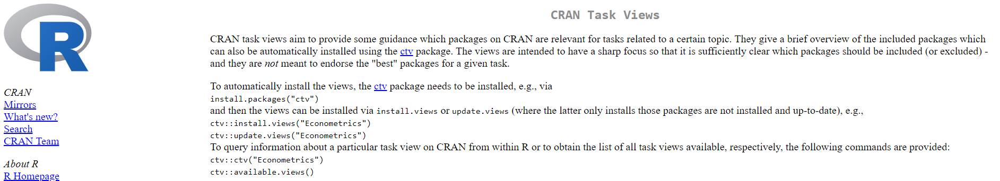 R
CRAN
Mirrors
What's new?
Search
CRAN Team
About R
R Homepage
CRAN Task Views
CRAN task views aim to provide some guidance which packages on CRAN are relevant for tasks related to a certain topic. They give a brief overview of the included packages which
can also be automatically installed using the ctv package. The views are intended to have a sharp focus so that it is sufficiently clear which packages should be included (or excluded) -
and they are not meant to endorse the "best" packages for a given task.
To automatically install the views, the ctv package needs to be installed, e.g., via
install.packages("ctv")
and then the views can be installed via install.views or update.views (where the latter only installs those packages are not installed and up-to-date), e.g.,
ctv::install.views("Econometrics")
ctv::update.views("Econometrics")
To query information about a particular task view on CRAN from within R or to obtain the list of all task views available, respectively, the following commands are provided:
ctv::ctv("Econometrics")
ctv::available.views()